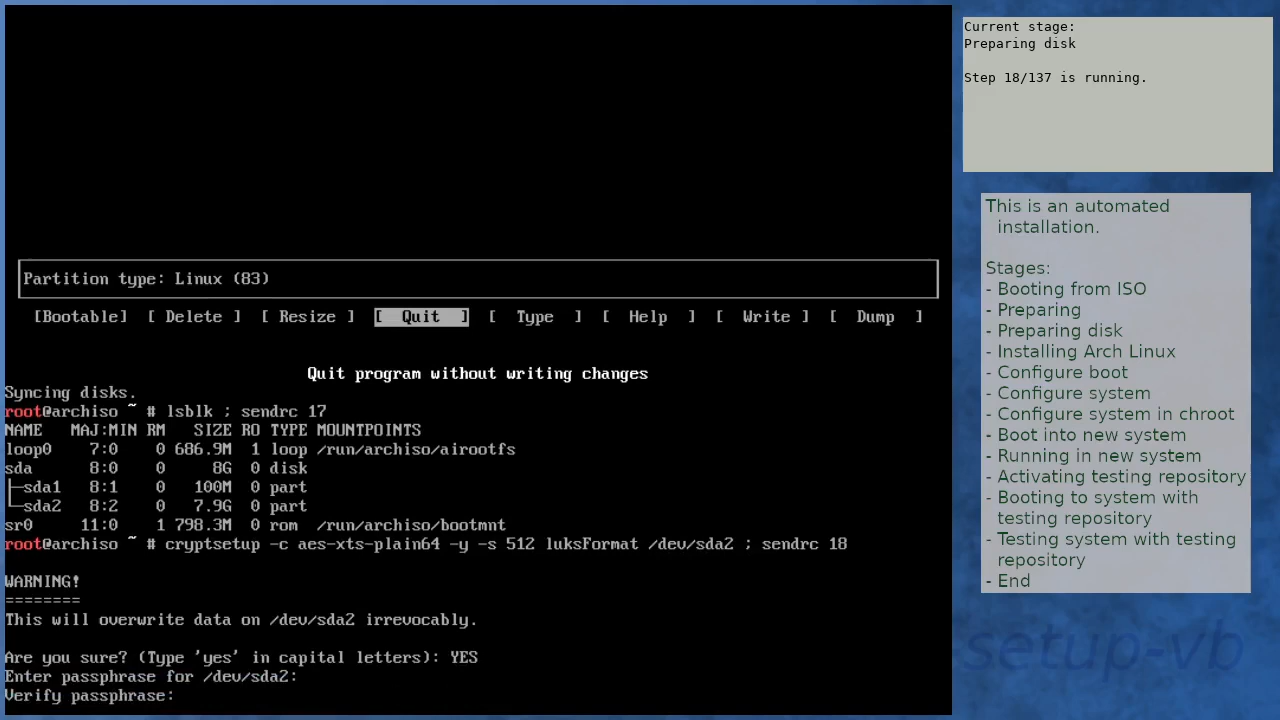 Partition type: Linux (83)
[Bootable] [ Delete ] [ Resize ] [ Quit ] [ Type ] [ Help ] [ Write ] [ Dump ]
Quit program without writing changes
Syncing disks.
root@archiso ~ # lsblk ; sendrc 17
NAME MAJ:MIN RM SIZE RO TYPE MOUNTPOINTS
loop0 7:0 0 686.9M 1 loop /run/archiso/airootfs
sda 8:0 0 8G 0 disk
├─sda1 8:1 0 100M 0 part
└─sda2 8:2 0 7.9G 0 part
sr0 11:0 1 798.3M 0 rom /run/archiso/bootmnt
root@archiso ~ # cryptsetup -c aes-xts-plain64 -y -s 512 luksFormat /dev/sda2 ; sendrc 18
WARNING!
========
This will overwrite data on /dev/sda2 irrevocably.
Are you sure? (Type 'yes' in capital letters): YES
Enter passphrase for /dev/sda2:
Verify passphrase:
Current stage:
Preparing disk
Step 18/137 is running.
This is an automated
installation.
Stages:
- Booting from ISO
- Preparing
- Preparing disk
- Installing Arch Linux
- Configure boot
- Configure system
- Configure system in chroot
- Boot into new system
- Running in new system
- Activating testing repository
- Booting to system with
testing repository
- Testing system with testing
repository
- End
setup-vb